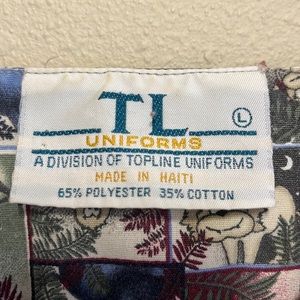 TL
L
UNIFORMS
A DIVISION OF TOPLINE UNIFORMS
MADE IN HAITI
65% POLYESTER 35% COTTON